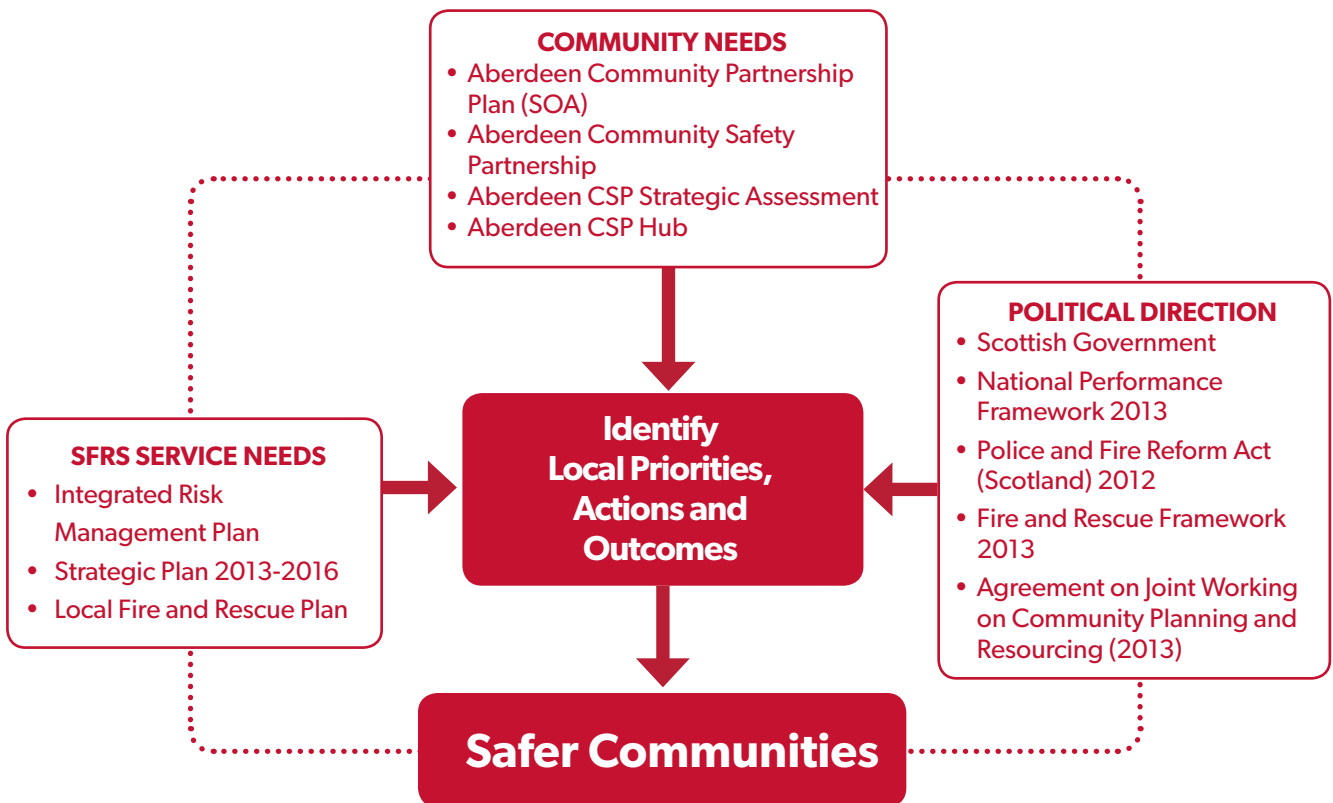 COMMUNITY NEEDS
• Aberdeen Community Partnership
Plan (SOA)
• Aberdeen Community Safety
Partnership
• Aberdeen CSP Strategic Assessment
• Aberdeen CSP Hub
POLITICAL DIRECTION
• Scottish Government
• National Performance
Framework 2013
• Police and Fire Reform Act
(Scotland) 2012
• Fire and Rescue Framework
2013
• Agreement on Joint Working
on Community Planning and
Resourcing (2013)
SFRS SERVICE NEEDS
• Integrated Risk
Management Plan
• Strategic Plan 2013-2016
• Local Fire and Rescue Plan
Identify
Local Priorities,
Actions and
Outcomes
Safer Communities